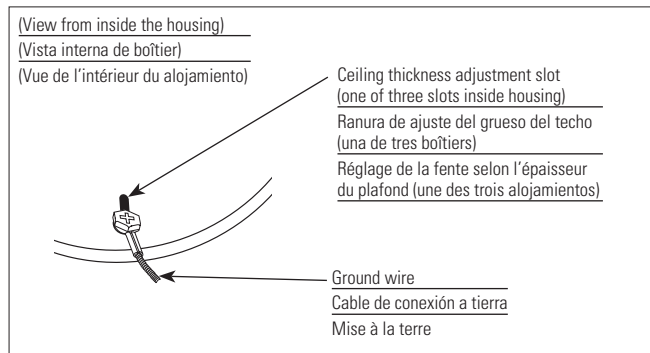 (View from inside the housing)
(Vista interna de boîtier)
(Vue de l'intérieur du alojamiento)
Ceiling thickness adjustment slot
(one of three slots inside housing)
Ranura de ajuste del grueso del techo
(una de tres boîtiers)
Réglage de la fente selon l'épaisseur
du plafond (une des trois alojamientos)
Ground wire
Cable de conexión a tierra
Mise à la terre